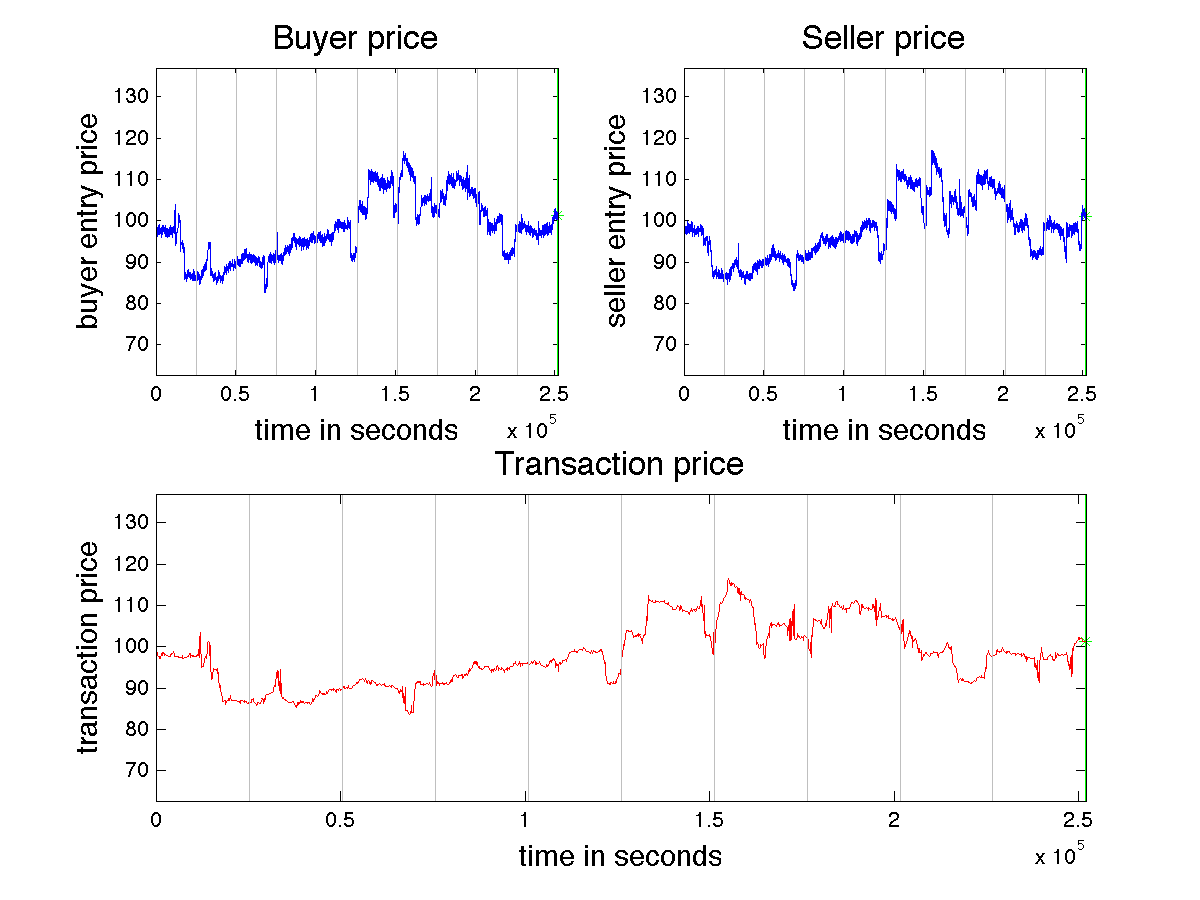 Buyer price
Seller price
130
120
110
100
90
80
70
buyer entry price
0 0.5 1 1.5 2 2.5
x 10^5
time in seconds
130
120
110
100
90
80
70
seller entry price
0 0.5 1 1.5 2 2.5
x 10^5
time in seconds
Transaction price
130
120
110
100
90
80
70
transaction price
0 0.5 1 1.5 2 2.5
x 10^5
time in seconds